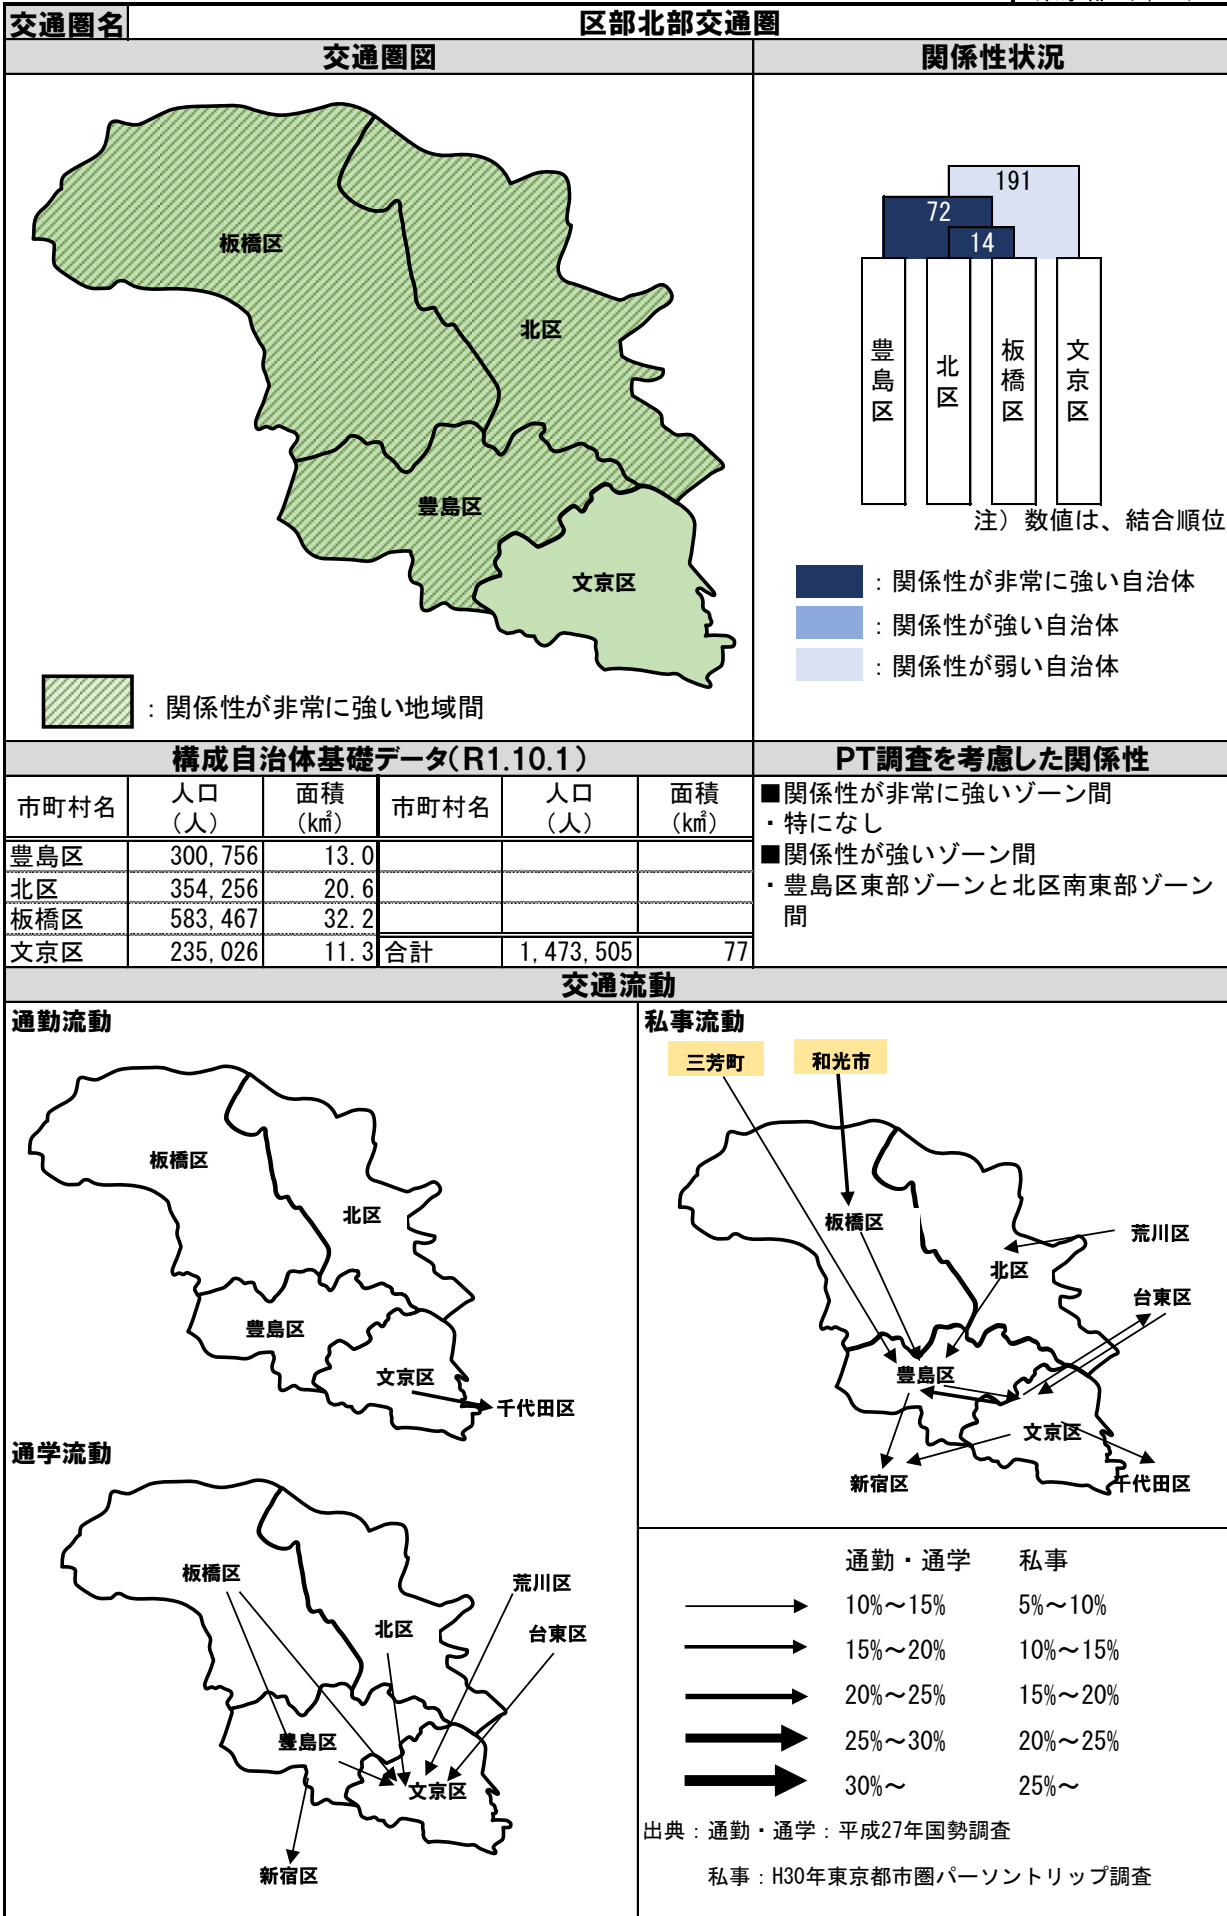 交通圏名
区部北部交通圏
交通圏図
関係性状況
板橋区
北区
豊島区
文京区
：関係性が非常に強い地域間
191
72
14
豊島区
北区
板橋区
文京区
注）数値は、結合順位
：関係性が非常に強い自治体
：関係性が強い自治体
：関係性が弱い自治体
構成自治体基礎データ（R1.10.1）
市町村名 人口（人） 面積（k㎡） 市町村名 人口（人） 面積（k㎡）
豊島区 300,756 13.0
北区 354,256 20.6
板橋区 583,467 32.2
文京区 235,026 11.3 合計 1,473,505 77
PT調査を考慮した関係性
■関係性が非常に強いゾーン間
・特になし
■関係性が強いゾーン間
・豊島区東部ゾーンと北区南東部ゾーン
間
交通流動
通勤流動
板橋区
北区
豊島区
文京区
千代田区
通学流動
板橋区
荒川区
北区
台東区
豊島区
文京区
新宿区
私事流動
三芳町
和光市
板橋区
荒川区
北区
台東区
豊島区
文京区
新宿区
千代田区
通勤・通学 私事
10%～15% 5%～10%
15%～20% 10%～15%
20%～25% 15%～20%
25%～30% 20%～25%
30%～ 25%～
出典：通勤・通学：平成27年国勢調査
私事：H30年東京都市圏パーソントリップ調査